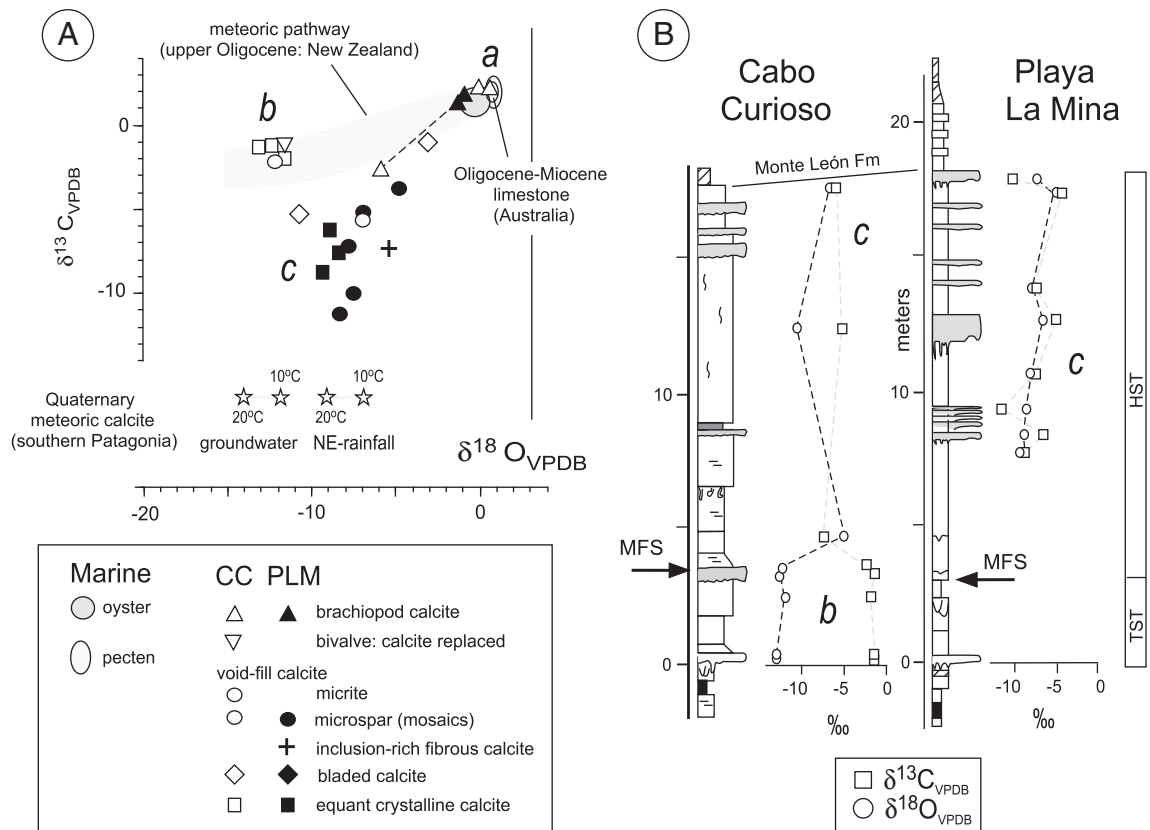 A
meteoric pathway
(upper Oligocene: New Zealand)
a
b
0
δ13 CVPDB
Oligocene-Miocene
limestone
(Australia)
c
-10
10ºC
10ºC
Quaternary
meteoric calcite
(southern Patagonia)
20ºC
20ºC
groundwater
NE-rainfall
δ18 OVPDB
-20
-10
0
Marine
oyster
pecten
CC PLM
brachiopod calcite
bivalve: calcite replaced
void-fill calcite
micrite
microspar (mosaics)
inclusion-rich fibrous calcite
bladed calcite
equant crystalline calcite
B
Cabo
Curioso
Playa
La Mina
20
Monte León Fm
c
meters
c
10
10
HST
MFS
MFS
b
TST
0
0
-10
-5
0
-10
-5
0
‰
‰
δ13CVPDB
δ18OVPDB